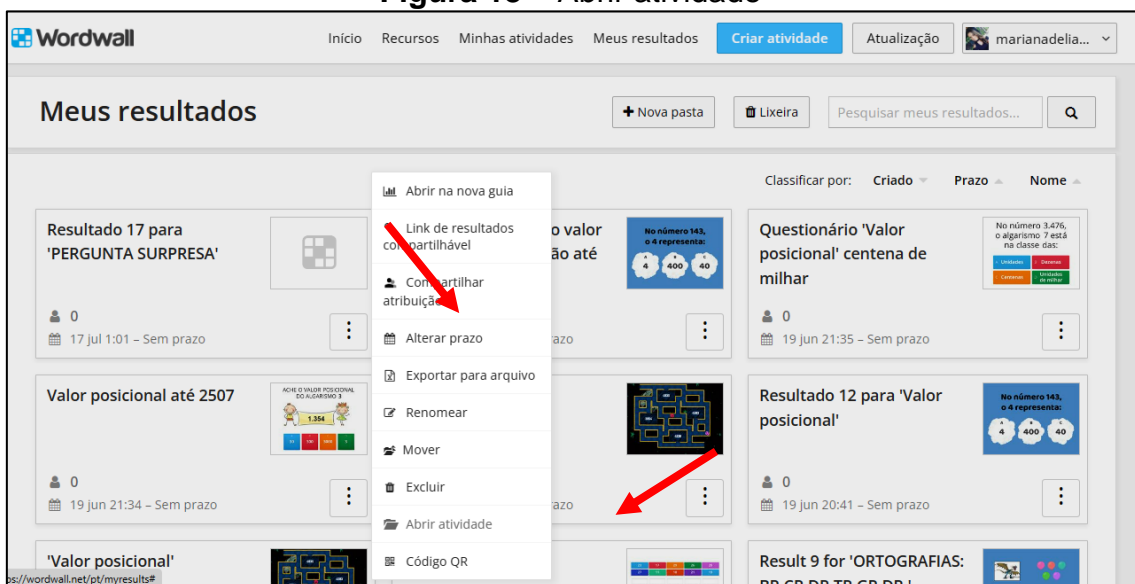 Figura 18 – Abrir atividade
Wordwall
Início Recursos Minhas atividades Meus resultados Criar atividade Atualização marianadelia...
Meus resultados
Nova pasta Lixeira Pesquisar meus resultados...
Classificar por: Criado Prazo Nome
Resultado 17 para
'PERGUNTA SURPRESA'
0
17 jul 1:01 – Sem prazo
Abrir na nova guia
Link de resultados
compartilhável
Compartilhar
atribuição
Alterar prazo
Exportar para arquivo
Renomear
Mover
Excluir
Abrir atividade
Código QR
o valor
ão até
azo
No número 143,
o 4 representa:
4 400 40
Questionário 'Valor
posicional' centena de
milhar
0
19 jun 21:35 – Sem prazo
No número 3.476,
o algarismo 7 está
na classe das:
Unidades Dezenas
Centenas Unidades
de milhar
Valor posicional até 2507
0
19 jun 21:34 – Sem prazo
ACHE O VALOR POSICIONAL
DO ALGARISMO 3
1.354
azo
Resultado 12 para 'Valor
posicional'
0
19 jun 20:41 – Sem prazo
No número 143,
o 4 representa:
4 400 40
'Valor posicional'
Result 9 for 'ORTOGRAFIAS:
ps://wordwall.net/pt/myresults#